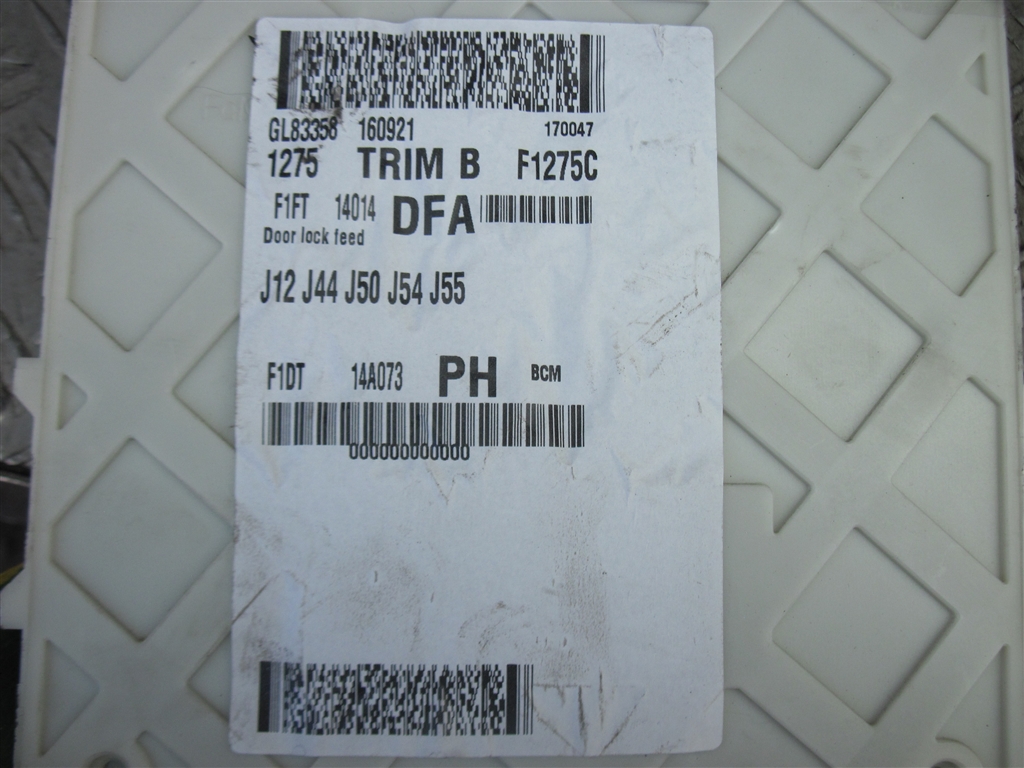 GL83358 160921 170047
1275 TRIM B F1275C
F1FT 14014 DFA
Door lock feed
J12 J44 J50 J54 J55
F1DT 14A073 PH BCM
000000000000